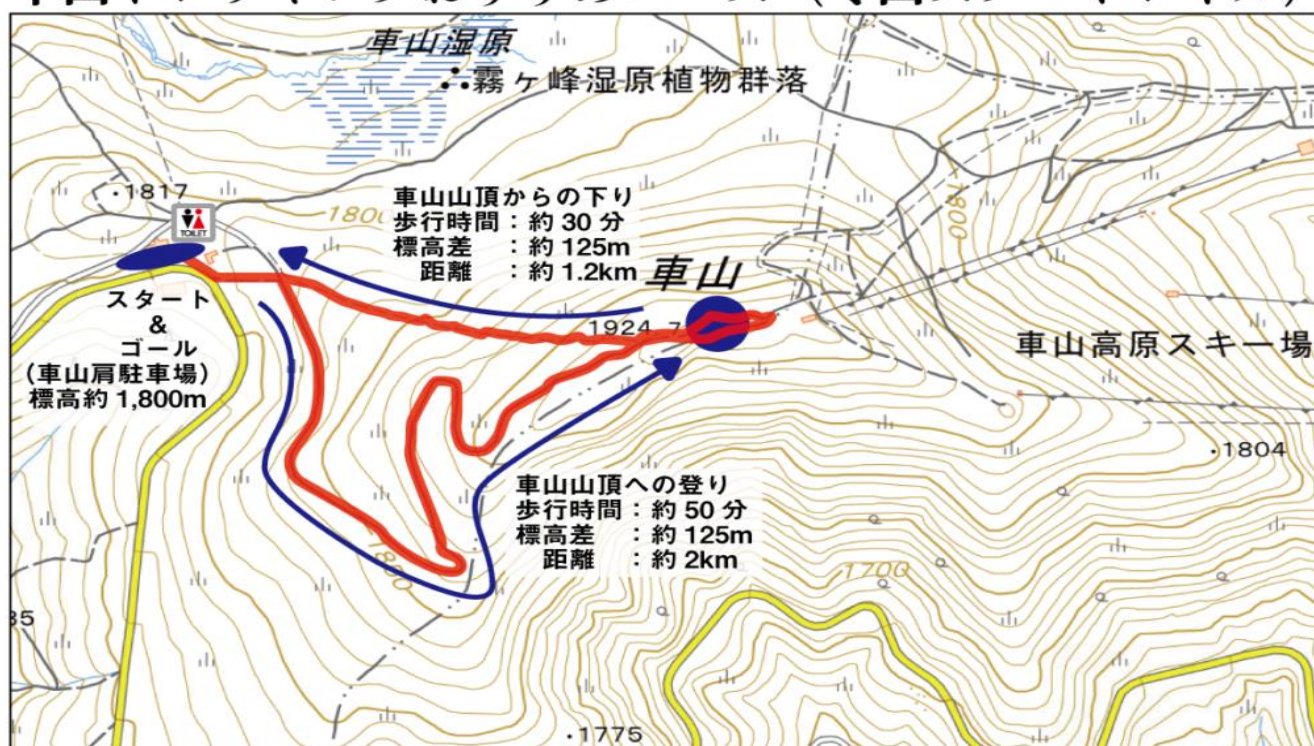 車山湿原
霧ヶ峰湿原植物群落
1817
TOILET
1800
1800
車山山頂からの下り
歩行時間：約 30 分
標高差　：約 125m
距離　：約 1.2km
車山
1924
スタート
&
ゴール
(車山肩駐車場)
標高約 1,800m
車山高原スキー場
1804
車山山頂への登り
歩行時間：約 50 分
標高差　：約 125m
距離　：約 2km
1800
1700
1775